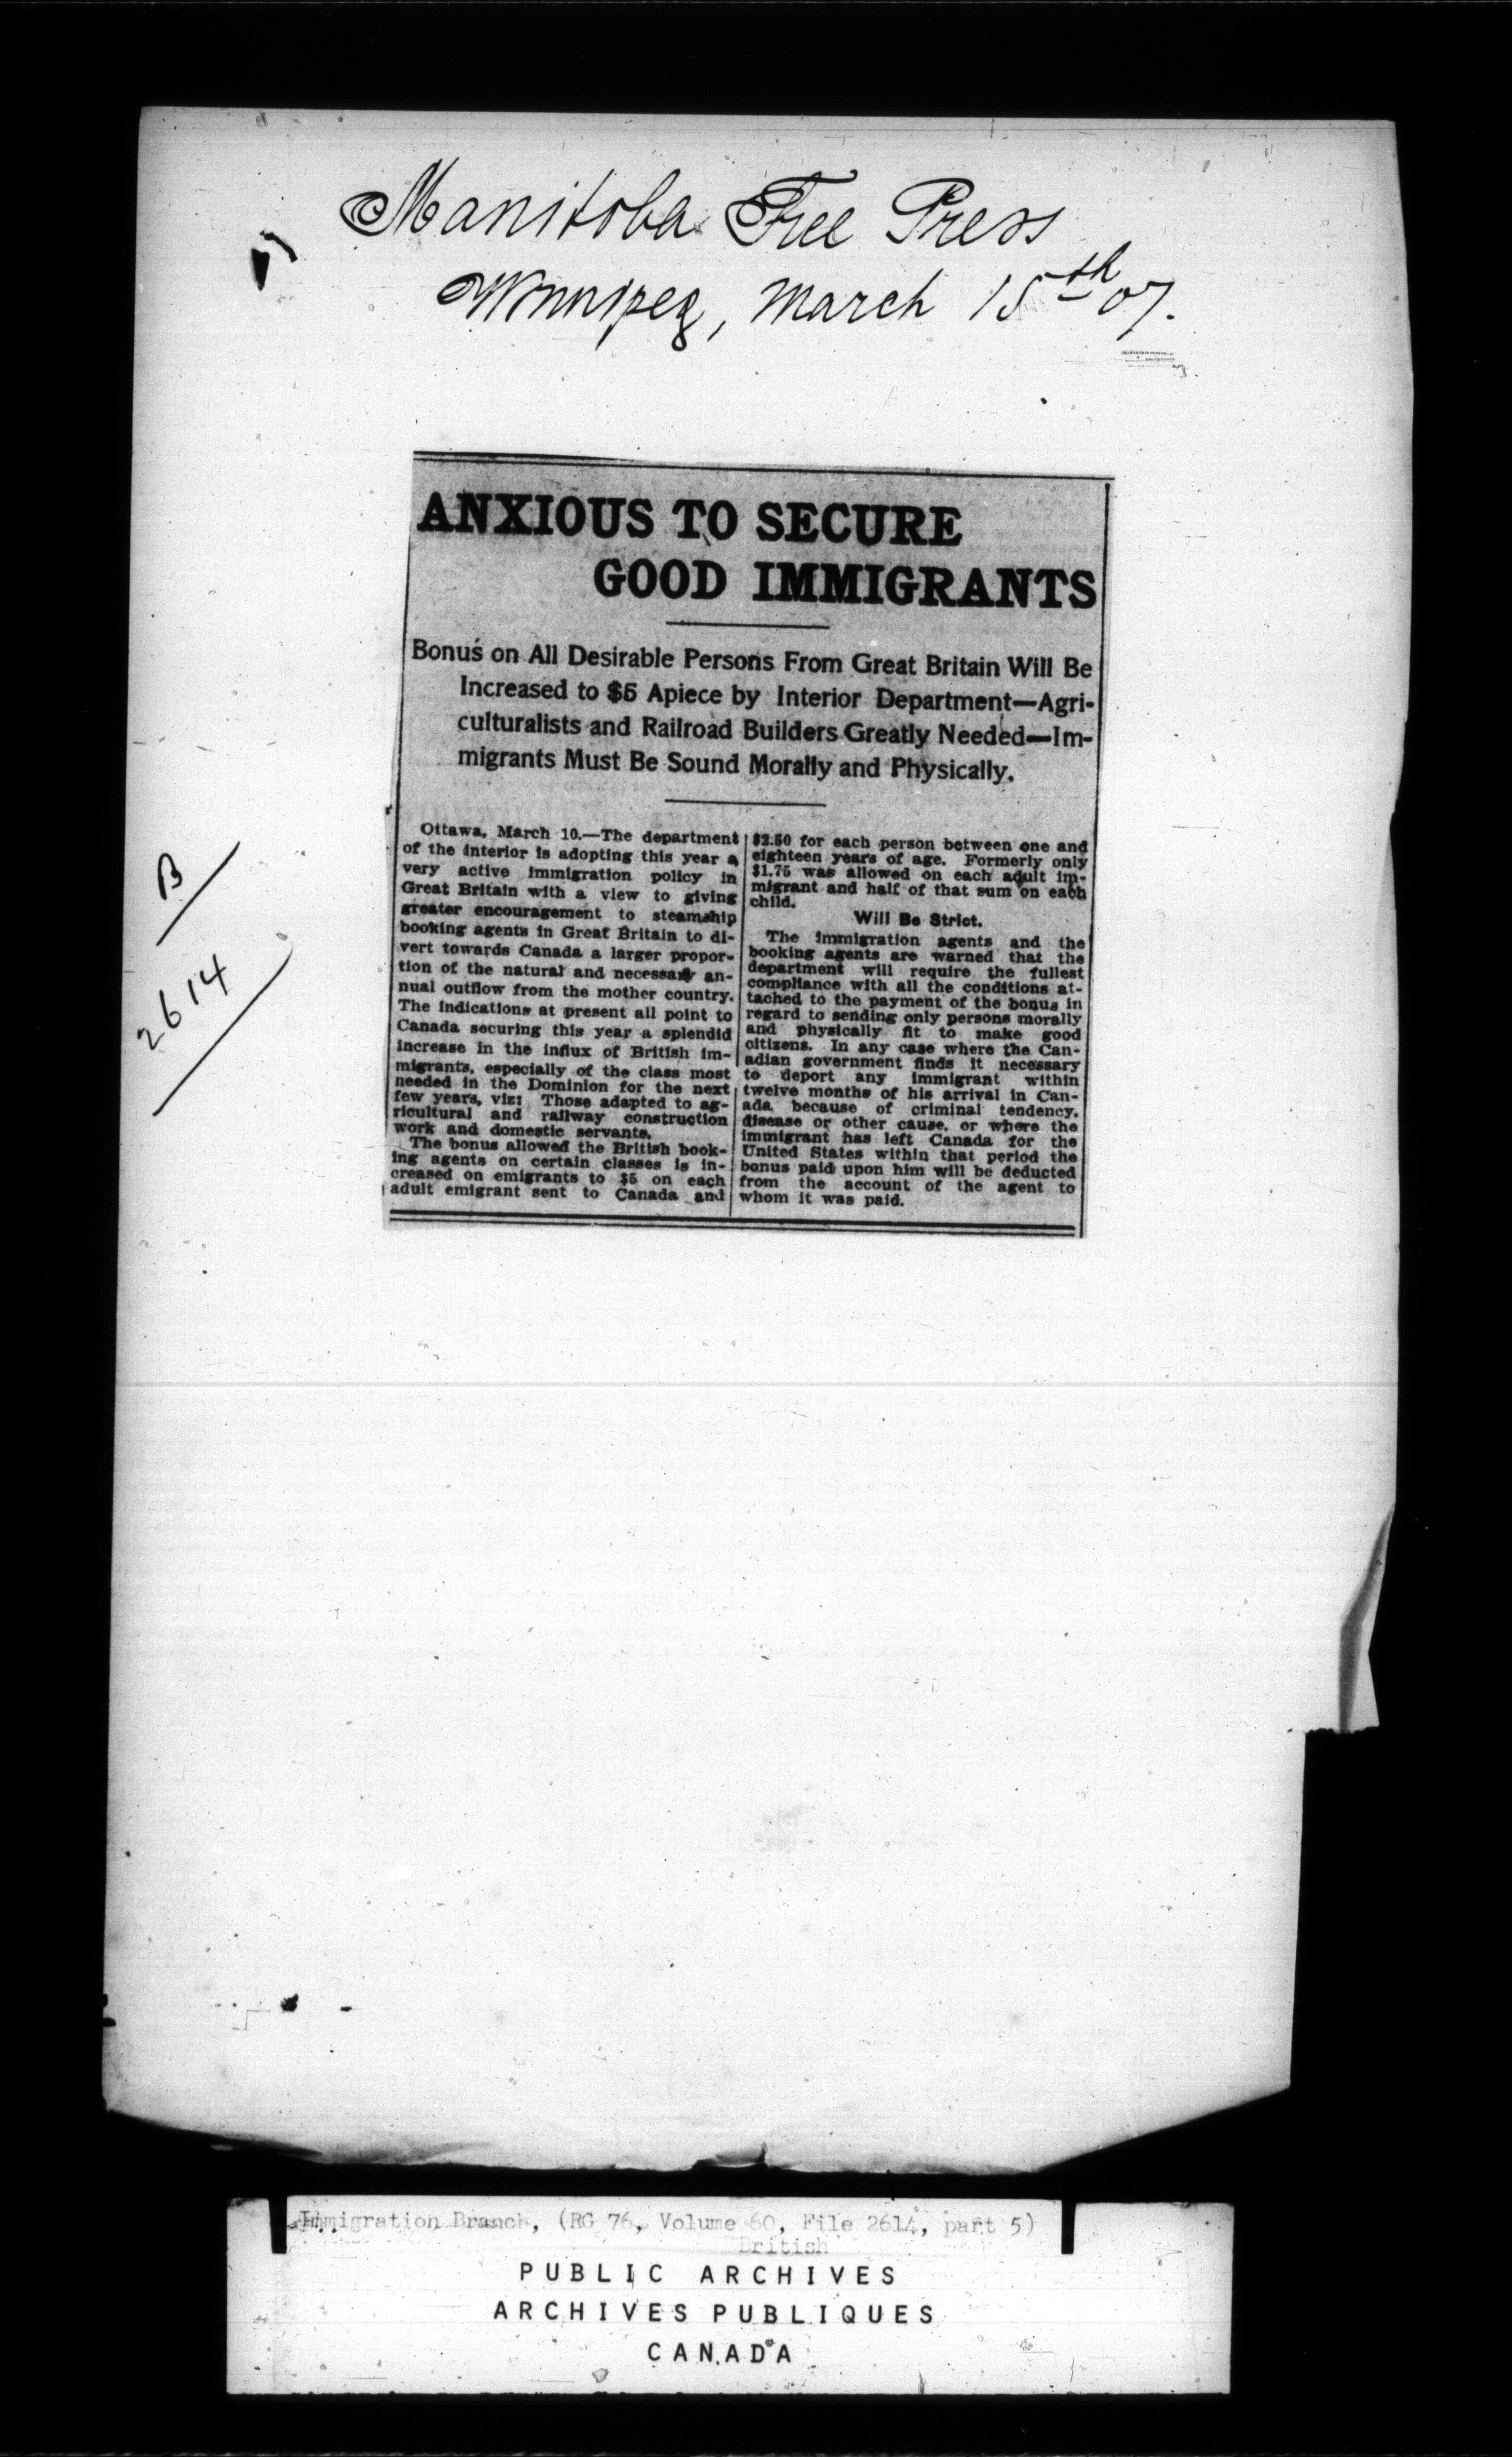 Manitoba Free Press
Winnipeg, March 15th 07.
B
2614
ANXIOUS TO SECURE
GOOD IMMIGRANTS
Bonus on All Desirable Persons From Great Britain Will Be
Increased to $5 Apiece by Interior Department—Agri-
culturalists and Railroad Builders Greatly Needed—Im-
migrants Must Be Sound Morally and Physically.
Ottawa, March 10.—The department
of the interior is adopting this year a
very active immigration policy in
Great Britain with a view to giving
greater encouragement to steamship
booking agents in Great Britain to di-
vert towards Canada a larger propor-
tion of the natural and necessary an-
nual outflow from the mother country.
The indications at present all point to
Canada securing this year a splendid
increase in the influx of British im-
migrants, especially of the class most
needed in the Dominion for the next
few years, viz: Those adapted to ag-
ricultural and railway construction
work and domestic servants.
The bonus allowed the British book-
ing agents on certain classes is in-
creased on emigrants to $5 on each
adult emigrant sent to Canada and
$2.50 for each person between one and
eighteen years of age. Formerly only
$1.75 was allowed on each adult im-
migrant and half of that sum on each
child.
Will Be Strict.
The immigration agents and the
booking agents are warned that the
department will require the fullest
compliance with all the conditions at-
tached to the payment of the bonus in
regard to sending only persons morally
and physically fit to make good
citizens. In any case where the Can-
adian government finds it necessary
to deport any immigrant within
twelve months of his arrival in Can-
ada because of criminal tendency,
disease or other cause, or where the
immigrant has left Canada for the
United States within that period the
bonus paid upon him will be deducted
from the account of the agent to
whom it was paid.
Immigration Branch, (RG 76, Volume 60, File 2614, part 5)
British
PUBLIC ARCHIVES
ARCHIVES PUBLIQUES
CANADA